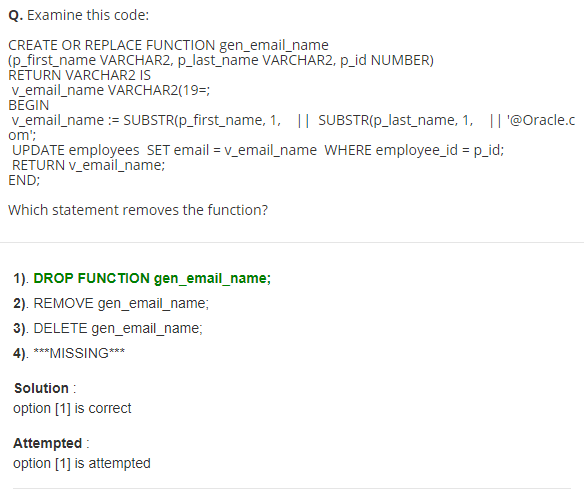 Q. Examine this code:
CREATE OR REPLACE FUNCTION gen_email_name
(p_first_name VARCHAR2, p_last_name VARCHAR2, p_id NUMBER)
RETURN VARCHAR2 IS
v_email_name VARCHAR2(19=;
BEGIN
v_email_name := SUBSTR(p_first_name, 1, || SUBSTR(p_last_name, 1, || '@Oracle.c
om';
UPDATE employees SET email = v_email_name WHERE employee_id = p_id;
RETURN v_email_name;
END;
Which statement removes the function?
1). DROP FUNCTION gen_email_name;
2). REMOVE gen_email_name;
3). DELETE gen_email_name;
4). ***MISSING***
Solution :
option [1] is correct
Attempted :
option [1] is attempted